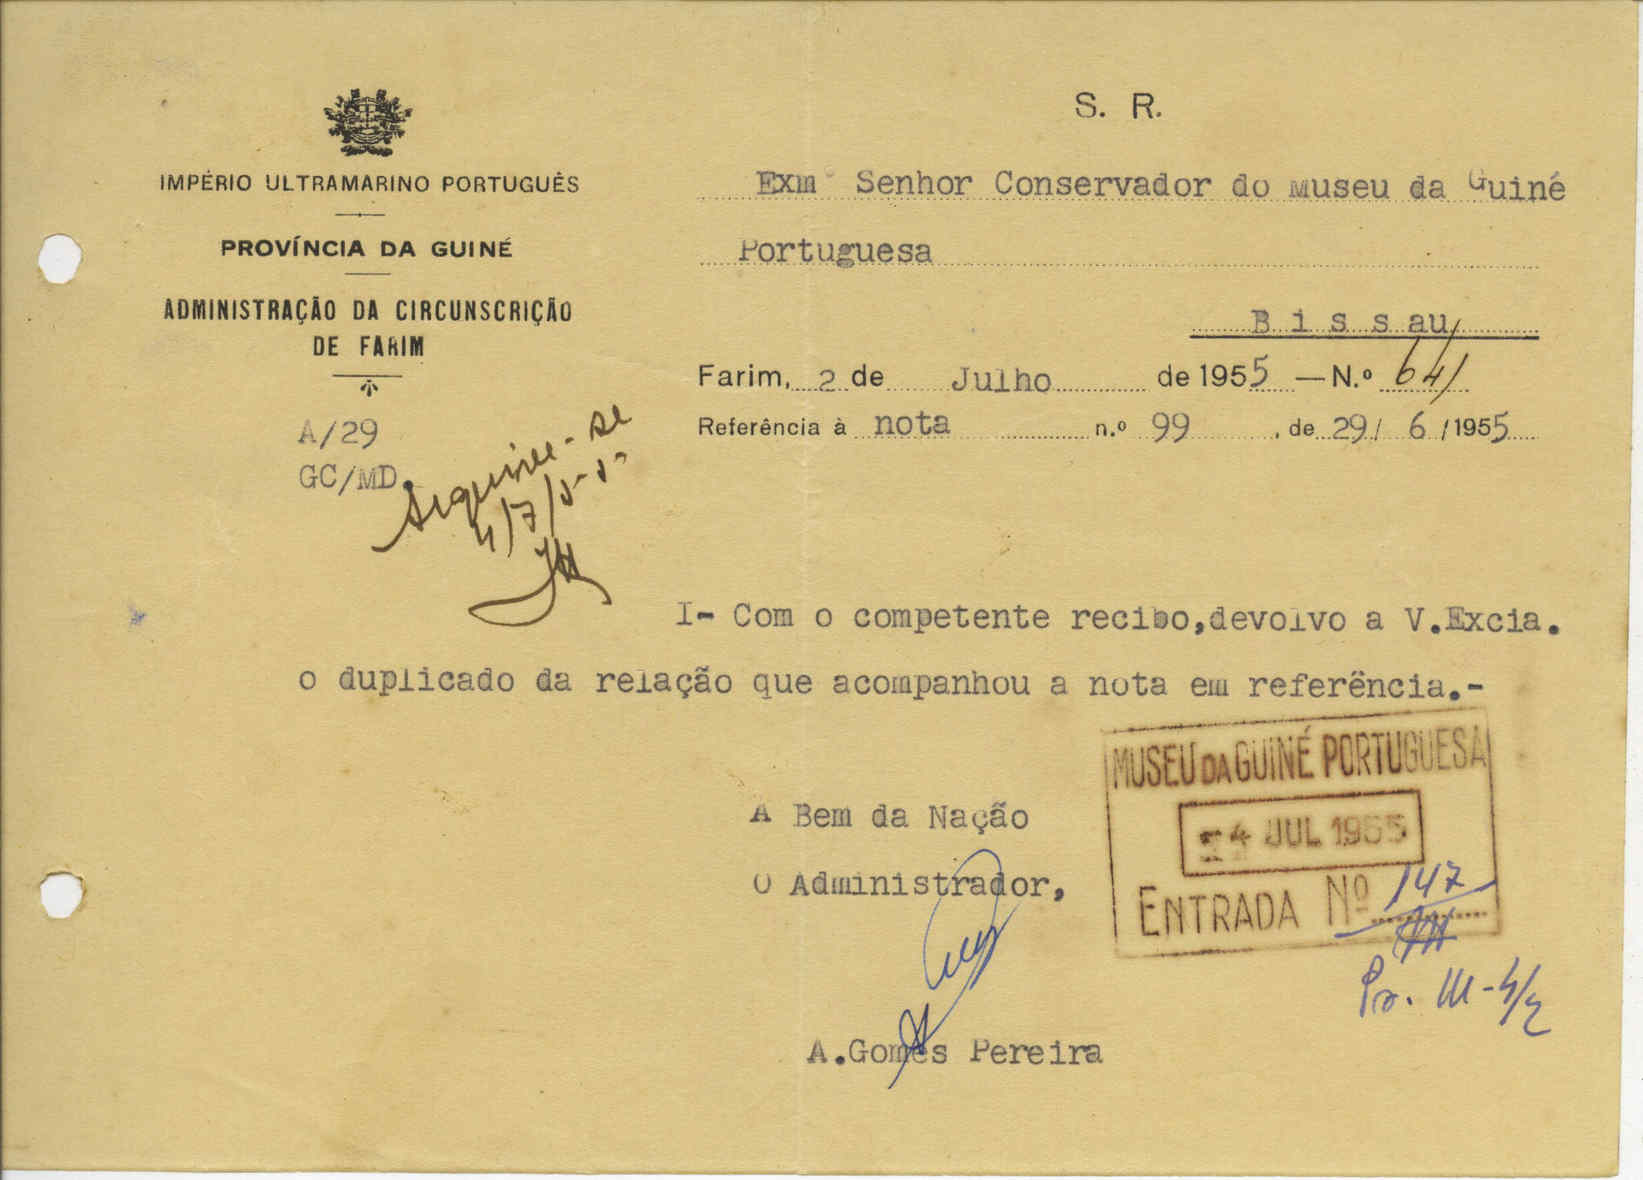 IMPÉRIO ULTRAMARINO PORTUGUÊS
PROVÍNCIA DA GUINÉ
ADMINISTRAÇÃO DA CIRCUNSCRIÇÃO
DE FARIM
A/29
GC/MD.
Arquive-se
4/7/55
S. R.
Exmº Senhor Conservador do Museu da Guiné
Portuguesa
Bissau,
Farim, 2 de Julho de 1955 — N.º 641
Referência à nota n.º 99, de 29/ 6 /1955
I- Com o competente recibo,devolvo a V.Excia.
o duplicado da relação que acompanhou a nota em referência.-
A Bem da Nação
O Administrador,
A.Gomes Pereira
MUSEU DA GUINÉ PORTUGUESA
4 JUL 1955
ENTRADA Nº 147